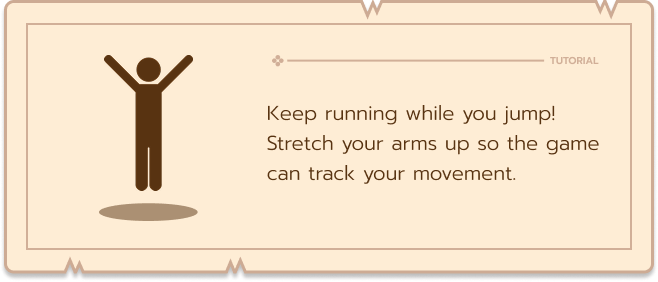 TUTORIAL
Keep running while you jump!
Stretch your arms up so the game
can track your movement.